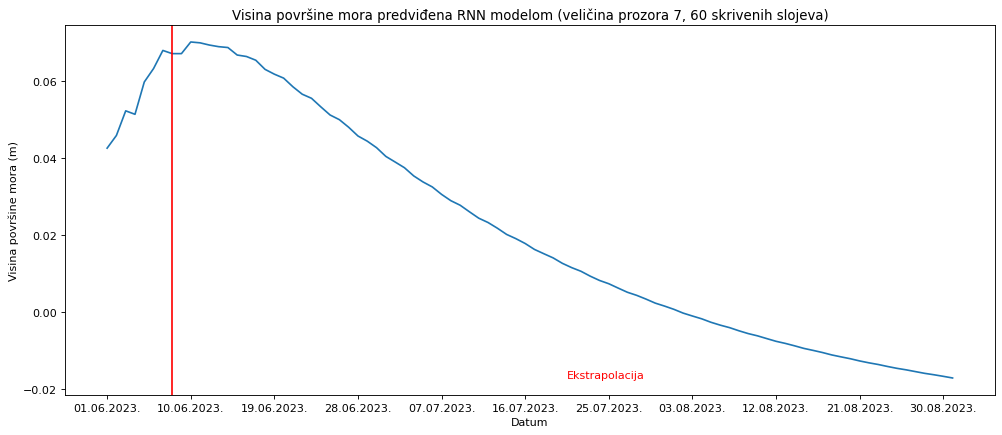 Visina površine mora predviđena RNN modelom (veličina prozora 7, 60 skrivenih slojeva)
Visina površine mora (m)
0.06
0.04
0.02
0.00
−0.02
Ekstrapolacija
01.06.2023. 10.06.2023. 19.06.2023. 28.06.2023. 07.07.2023. 16.07.2023. 25.07.2023. 03.08.2023. 12.08.2023. 21.08.2023. 30.08.2023.
Datum